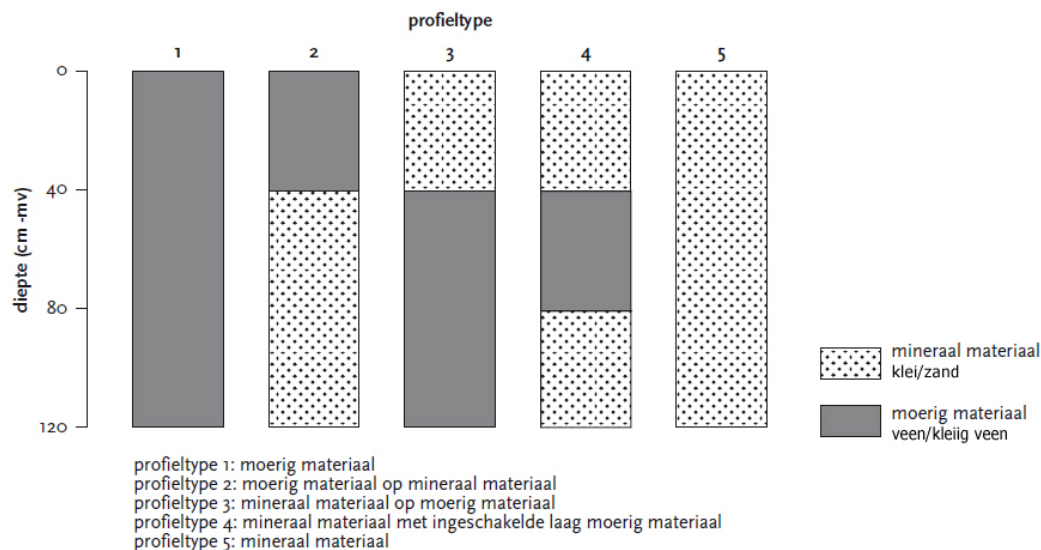 profieltype
1 2 3 4 5
0
40
80
120
diepte (cm -mv)
mineraal materiaal
klei/zand
moerig materiaal
veen/kleiig veen
profieltype 1: moerig materiaal
profieltype 2: moerig materiaal op mineraal materiaal
profieltype 3: mineraal materiaal op moerig materiaal
profieltype 4: mineraal materiaal met ingeschakelde laag moerig materiaal
profieltype 5: mineraal materiaal